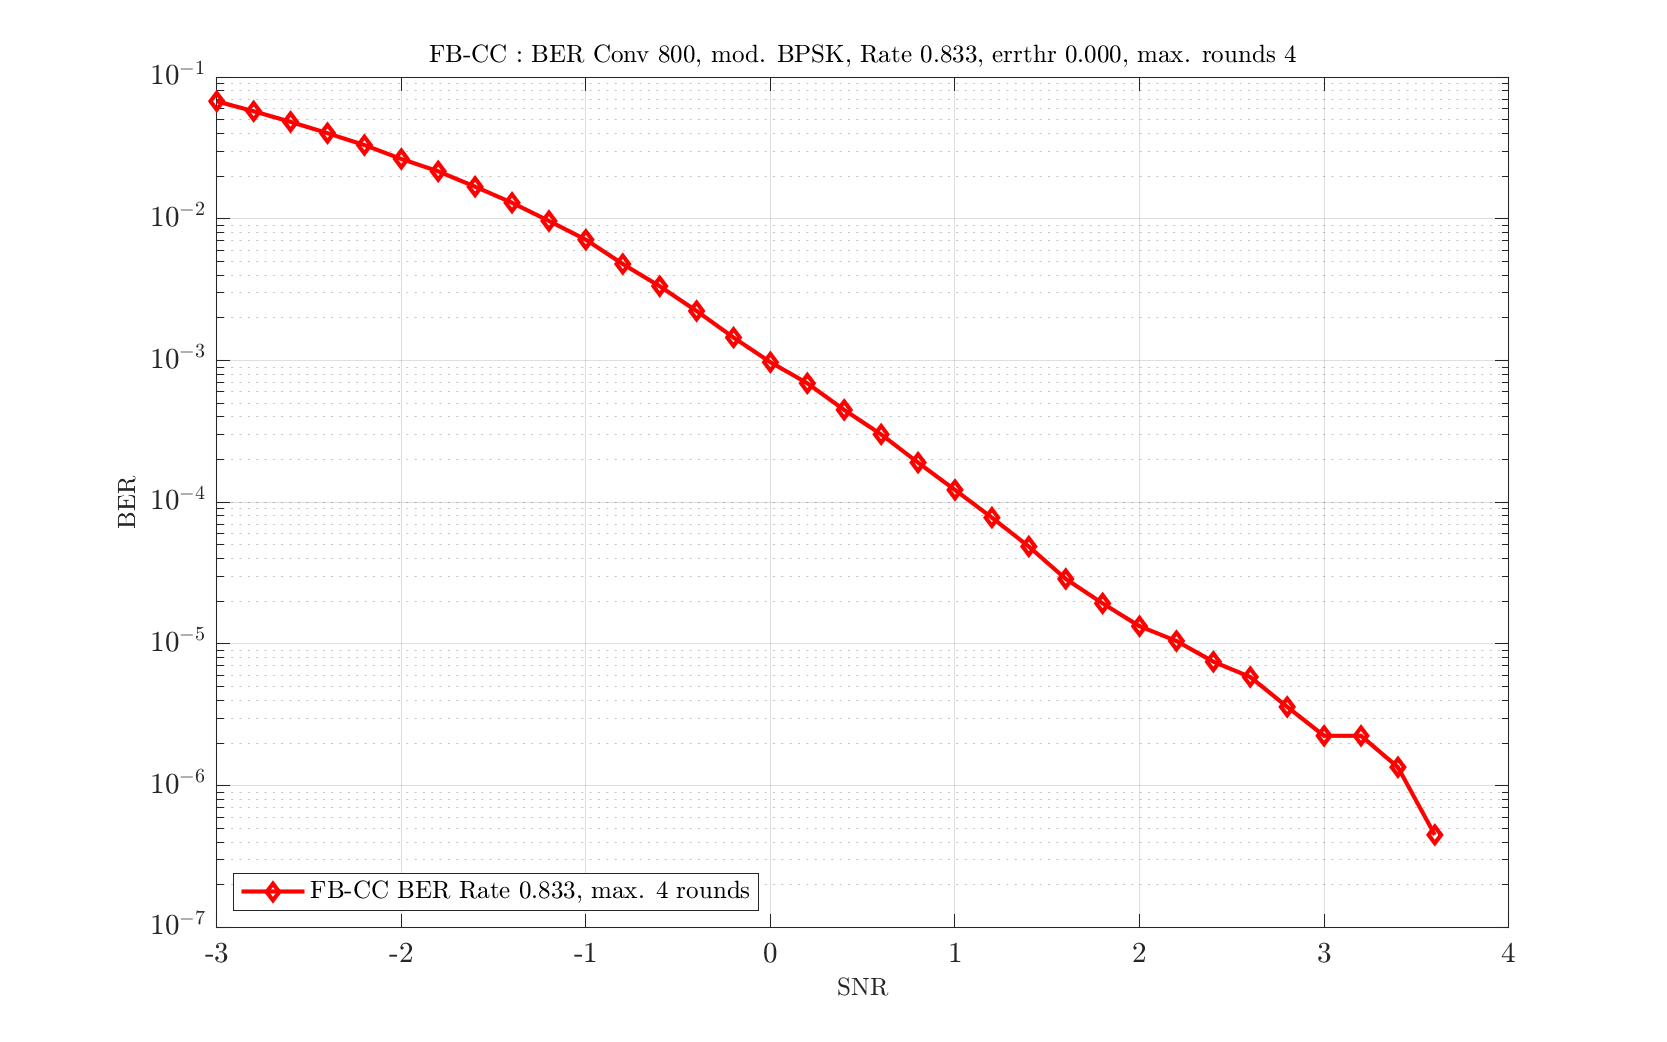 FB-CC : BER Conv 800, mod. BPSK, Rate 0.833, errthr 0.000, max. rounds 4
10⁻¹
10⁻²
10⁻³
10⁻⁴
10⁻⁵
10⁻⁶
10⁻⁷
BER
FB-CC BER Rate 0.833, max. 4 rounds
-3 -2 -1 0 1 2 3 4
SNR